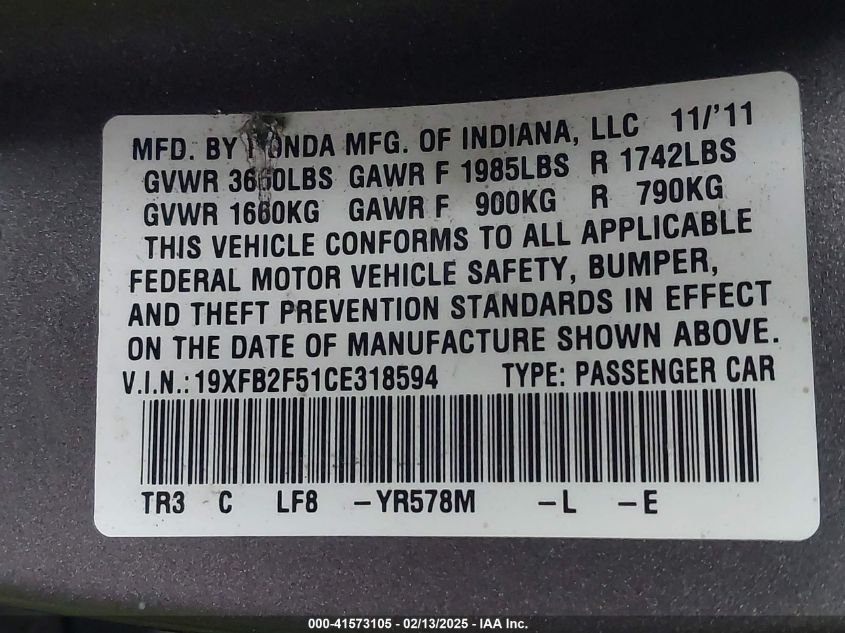 MFD. BY HONDA MFG. OF INDIANA, LLC 11/'11
GVWR 3660LBS GAWR F 1985LBS R 1742LBS
GVWR 1660KG GAWR F 900KG R 790KG
THIS VEHICLE CONFORMS TO ALL APPLICABLE
FEDERAL MOTOR VEHICLE SAFETY, BUMPER,
AND THEFT PREVENTION STANDARDS IN EFFECT
ON THE DATE OF MANUFACTURE SHOWN ABOVE.
V.I.N.: 19XFB2F51CE318594 TYPE: PASSENGER CAR
TR3 C LF8 -YR578M -L -E
000-41573105 - 02/13/2025 - IAA Inc.